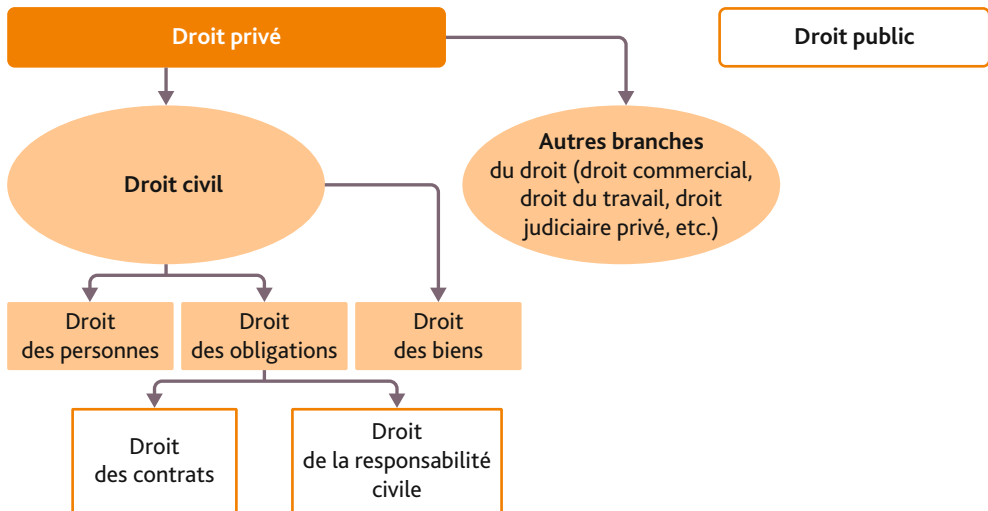 Droit privé
Droit public
Autres branches
du droit (droit commercial,
droit du travail, droit
judiciaire privé, etc.)
Droit civil
Droit
des personnes
Droit
des obligations
Droit
des biens
Droit
des contrats
Droit
de la responsabilité
civile